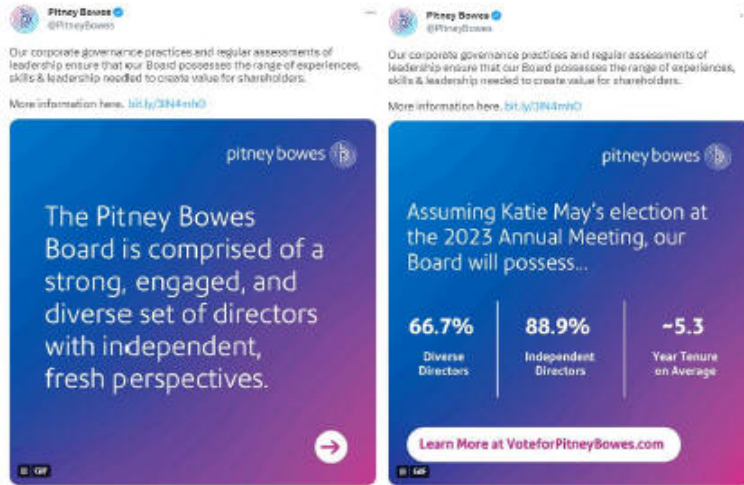 Pitney Bowes
@PitneyBowes
Our corporate governance practices and regular assessments of
leadership ensure that our Board possesses the range of experiences,
skills & leadership needed to create value for shareholders.
More information here. bit.ly/3IN4mhO
pitney bowes
The Pitney Bowes
Board is comprised of a
strong, engaged, and
diverse set of directors
with independent,
fresh perspectives.
GIF
Pitney Bowes
@PitneyBowes
Our corporate governance practices and regular assessments of
leadership ensure that our Board possesses the range of experiences,
skills & leadership needed to create value for shareholders.
More information here. bit.ly/3IN4mhO
pitney bowes
Assuming Katie May's election at
the 2023 Annual Meeting, our
Board will possess...
66.7%
Diverse
Directors
88.9%
Independent
Directors
~5.3
Year Tenure
on Average
Learn More at VoteforPitneyBowes.com
GIF